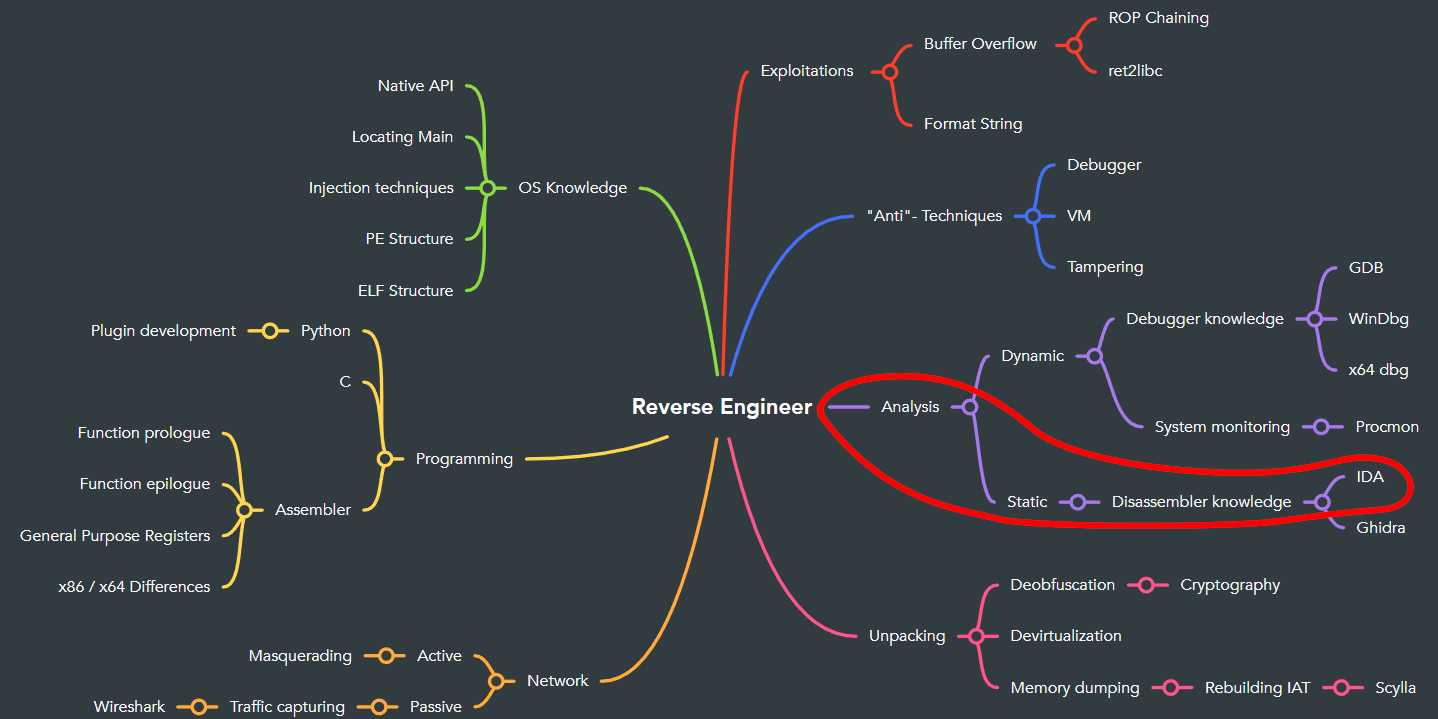 ROP Chaining
Buffer Overflow
Exploitations
ret2libc
Format String
Native API
Locating Main
Injection techniques
OS Knowledge
PE Structure
ELF Structure
Debugger
"Anti"- Techniques
VM
Tampering
GDB
Debugger knowledge
WinDbg
x64 dbg
Dynamic
System monitoring
Procmon
Reverse Engineer
Analysis
Static
Disassembler knowledge
IDA
Ghidra
Plugin development
Python
C
Programming
Function prologue
Function epilogue
Assembler
General Purpose Registers
x86 / x64 Differences
Deobfuscation
Cryptography
Unpacking
Devirtualization
Memory dumping
Rebuilding IAT
Scylla
Masquerading
Active
Network
Wireshark
Traffic capturing
Passive